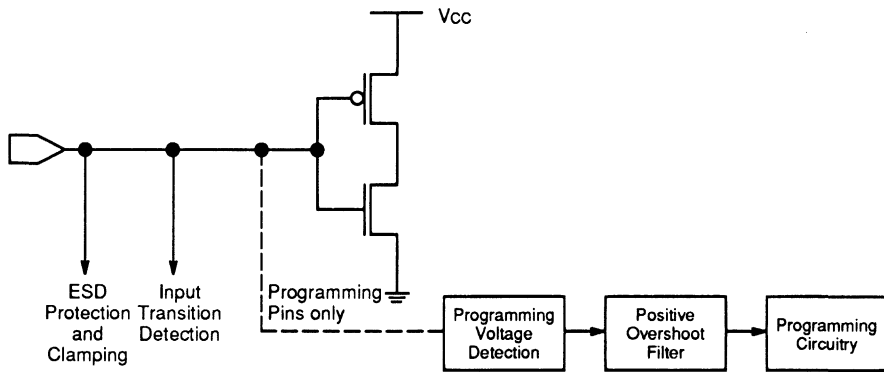 Vcc
ESD
Protection
and
Clamping
Input
Transition
Detection
Programming
Pins only
Programming
Voltage
Detection
Positive
Overshoot
Filter
Programming
Circuitry